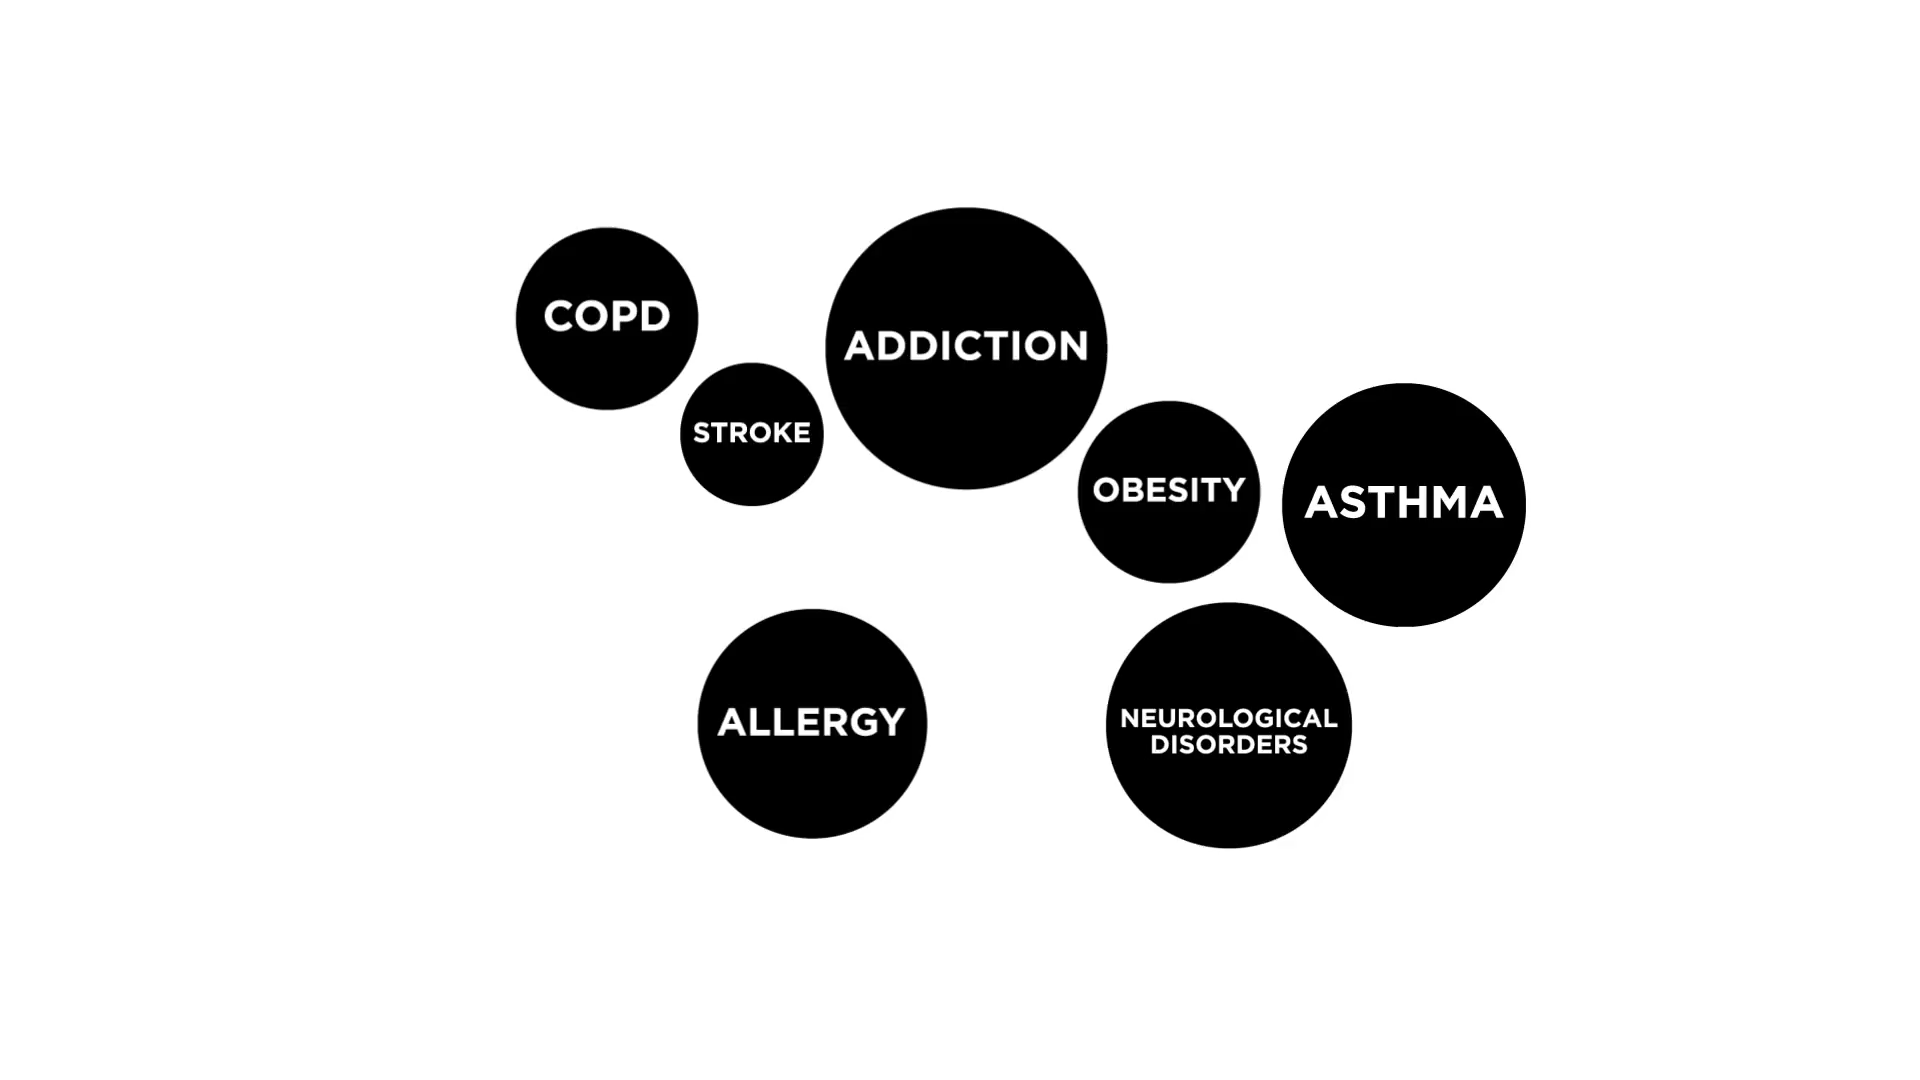 COPD
ADDICTION
STROKE
OBESITY
ASTHMA
ALLERGY
NEUROLOGICAL
DISORDERS